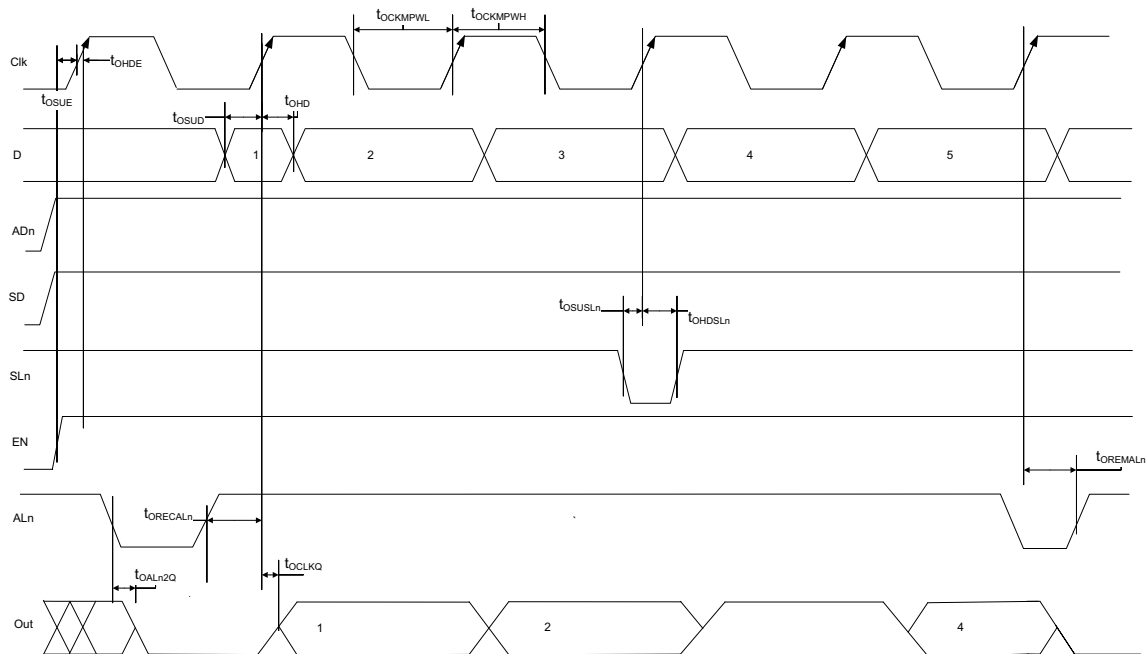 tOCKMPWL tOCKMPWH
Clk
tOHDE
tOSUE
tOSUD
tOHD
D
1
2
3
4
5
ADn
SD
tOSUSLn
tOHDSLn
SLn
EN
tOREMALn
ALn
tORECALn
tOCLKQ
tOALn2Q
Out
1
2
4